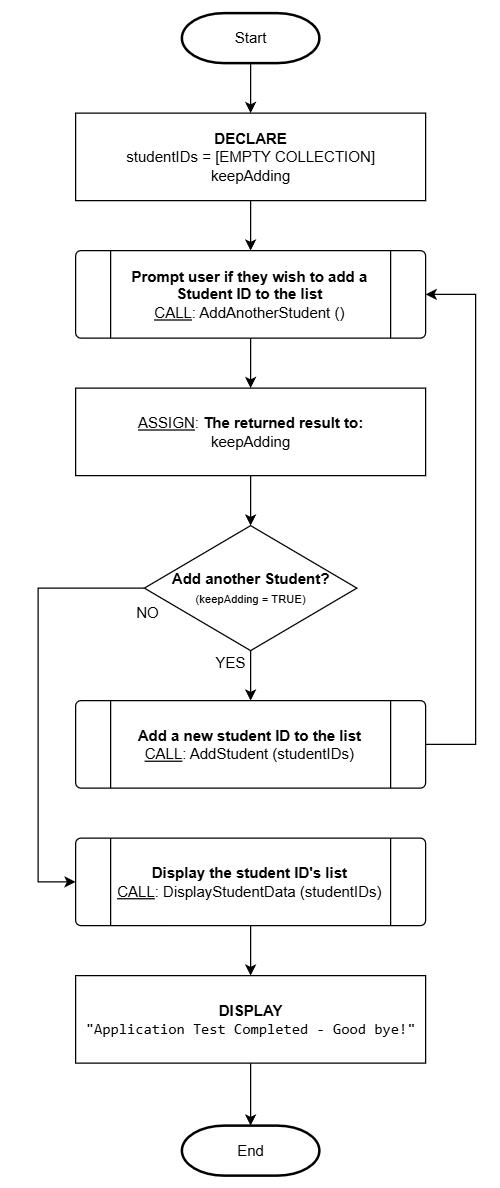 Start
DECLARE
studentIDs = [EMPTY COLLECTION]
keepAdding
Prompt user if they wish to add a
Student ID to the list
CALL: AddAnotherStudent ()
ASSIGN: The returned result to:
keepAdding
Add another Student?
(keepAdding = TRUE)
NO
YES
Add a new student ID to the list
CALL: AddStudent (studentIDs)
Display the student ID's list
CALL: DisplayStudentData (studentIDs)
DISPLAY
"Application Test Completed - Good bye!"
End